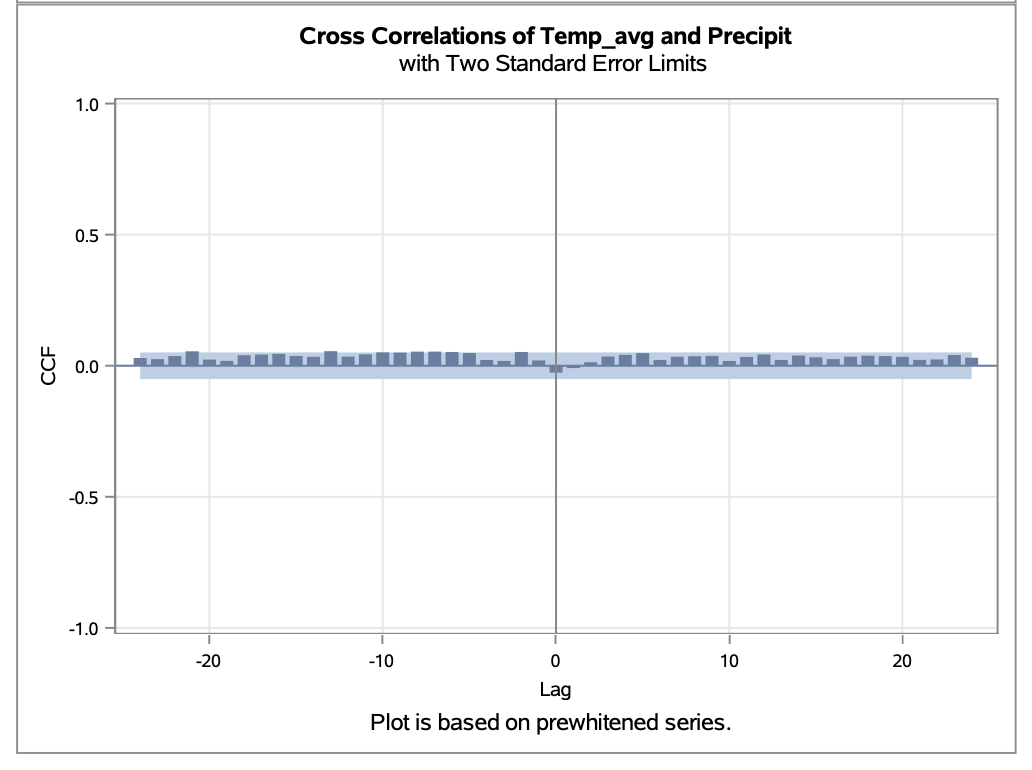 Cross Correlations of Temp_avg and Precipit
with Two Standard Error Limits
1.0
0.5
0.0
-0.5
-1.0
CCF
-20
-10
0
10
20
Lag
Plot is based on prewhitened series.